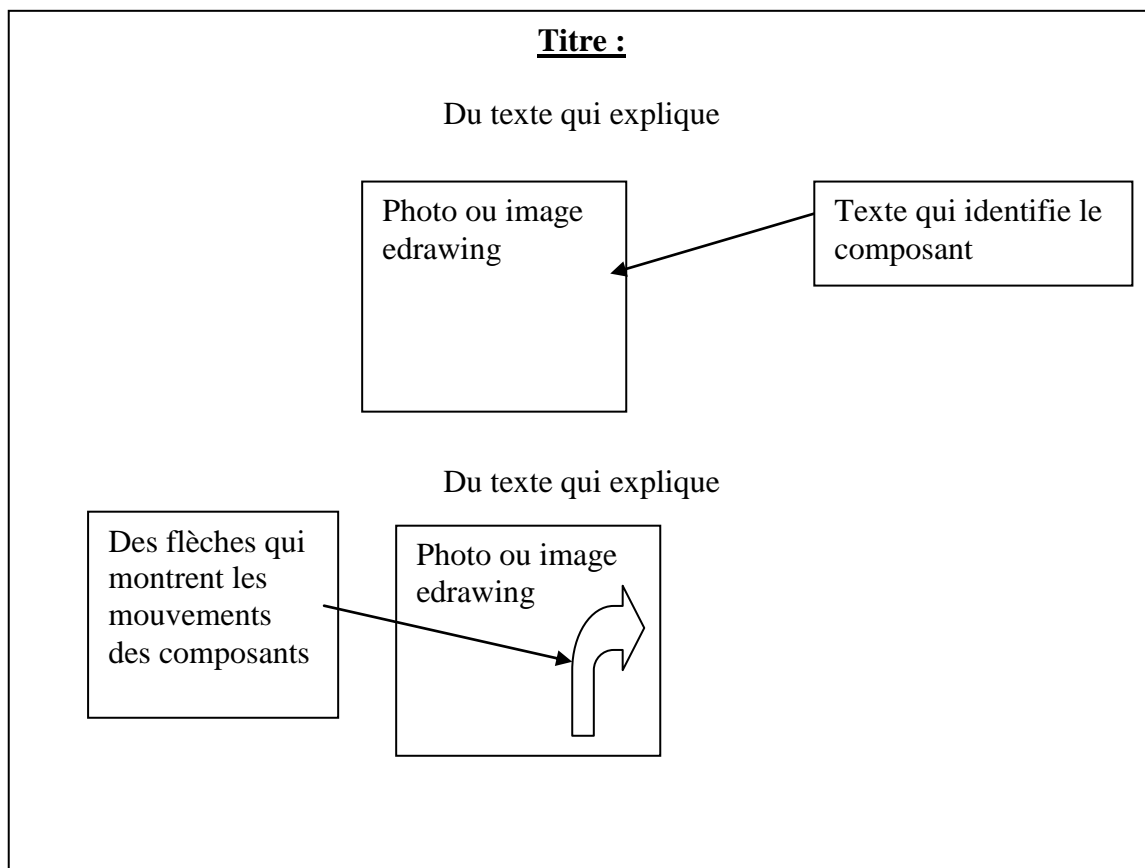 Titre :
Du texte qui explique
Photo ou image
edrawing
Texte qui identifie le
composant
Du texte qui explique
Des flèches qui
montrent les
mouvements
des composants
Photo ou image
edrawing